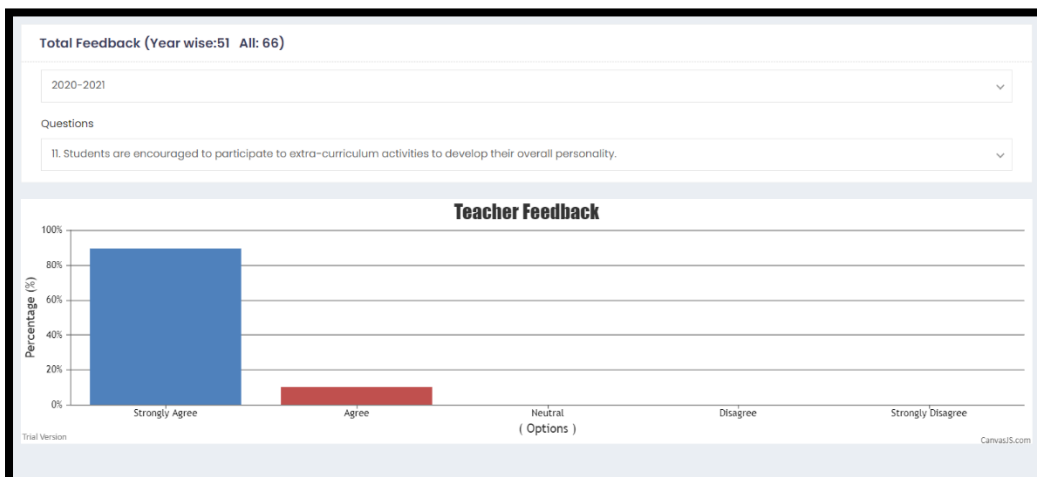 Total Feedback (Year wise:51 All: 66)
2020-2021
Questions
11. Students are encouraged to participate to extra-curriculum activities to develop their overall personality.
Teacher Feedback
100%
80%
60%
40%
20%
0%
Percentage (%)
Strongly Agree Agree Neutral Disagree Strongly Disagree
( Options )
Trial Version
CanvasJS.com